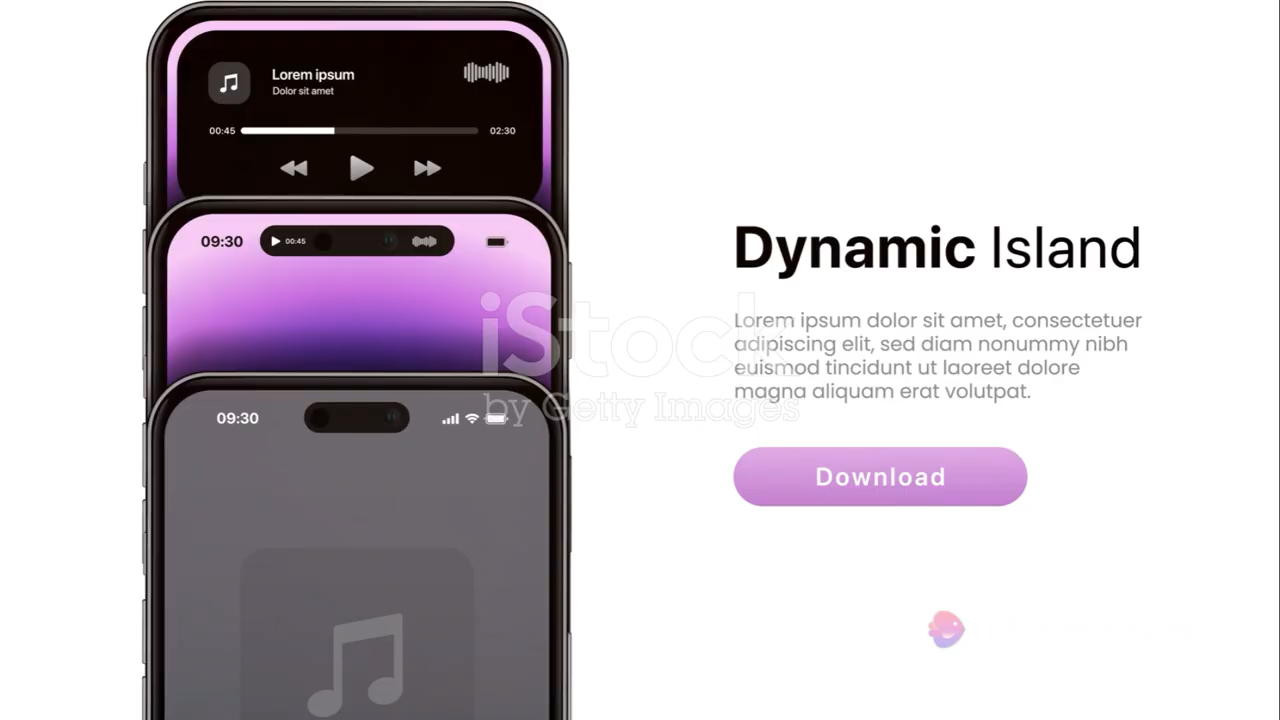 Lorem ipsum
Dolor sit amet
00:45
02:30
09:30
00:45
09:30
Dynamic Island
Lorem ipsum dolor sit amet, consectetuer
adipiscing elit, sed diam nonummy nibh
euismod tincidunt ut laoreet dolore
magna aliquam erat volutpat.
Download
iStock
by Getty Images